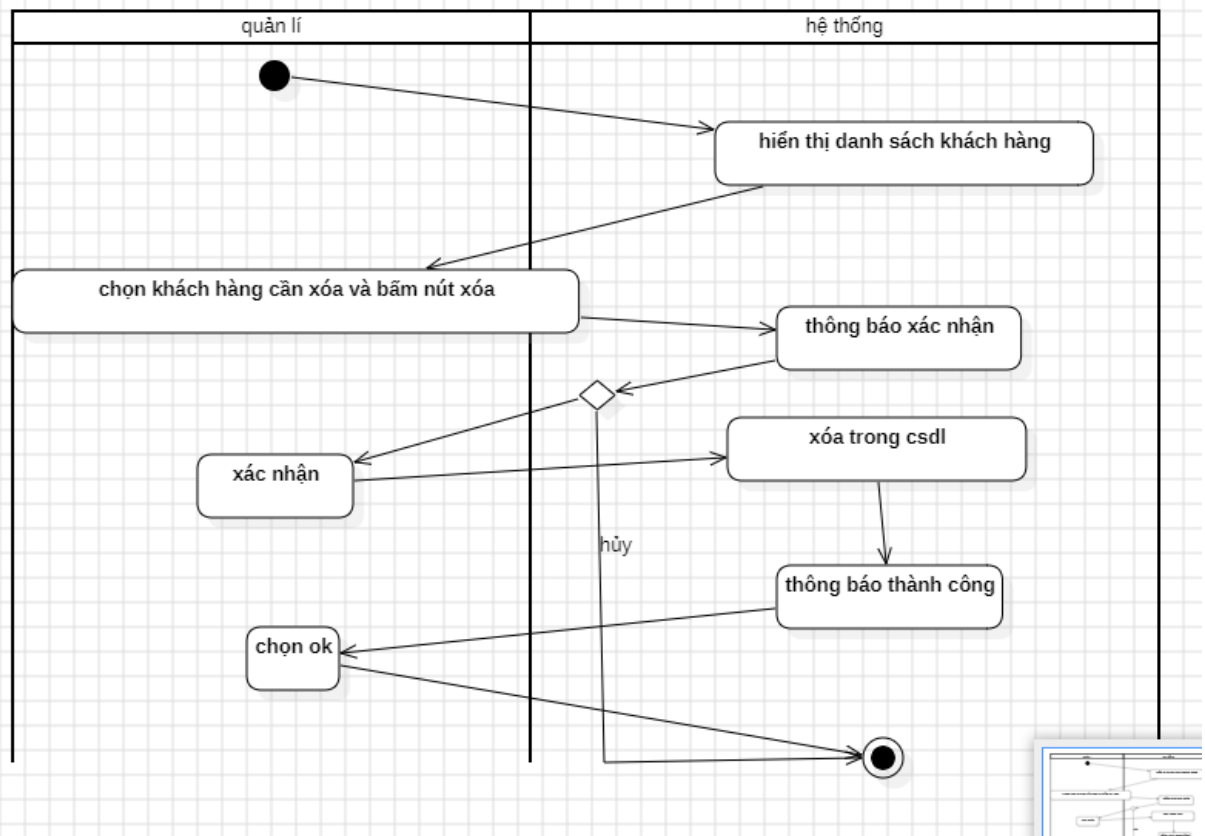 quản lí
hệ thống
hiển thị danh sách khách hàng
chọn khách hàng cần xóa và bấm nút xóa
thông báo xác nhận
xóa trong csdl
xác nhận
hủy
thông báo thành công
chọn ok